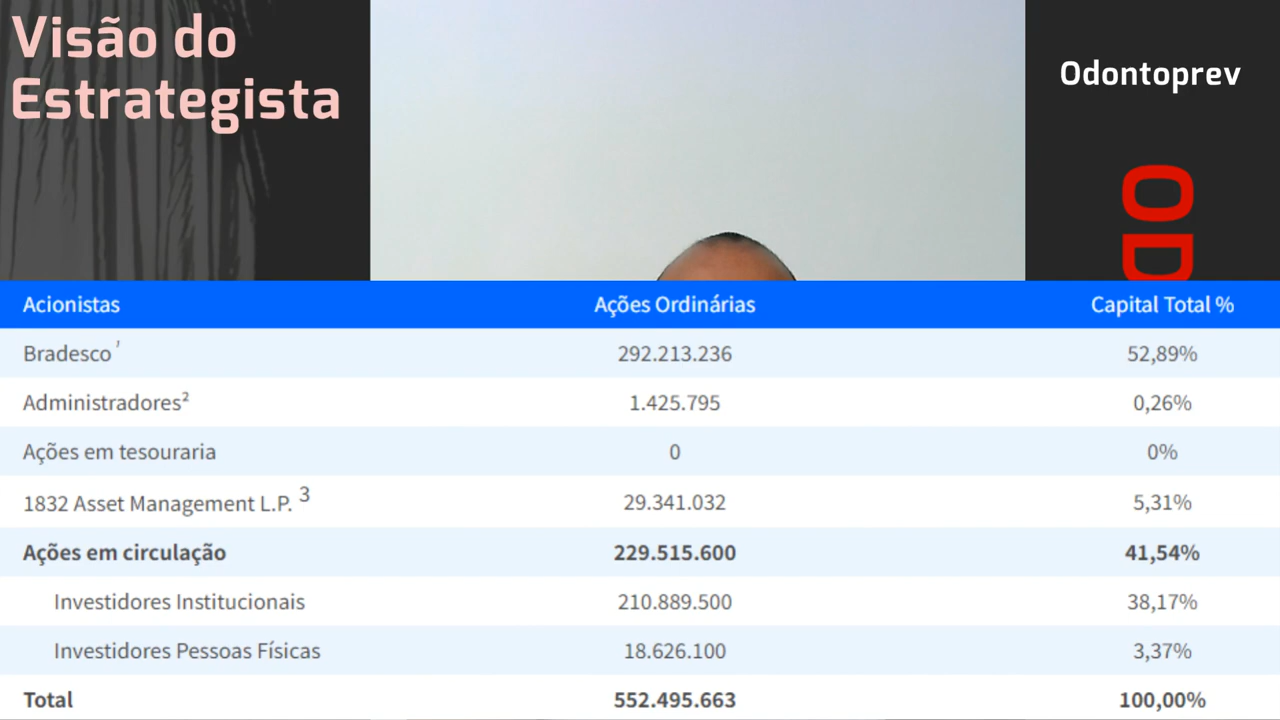 Visão do
Estrategista
Odontoprev
OD
Acionistas Ações Ordinárias Capital Total %
Bradesco ’ 292.213.236 52,89%
Administradores² 1.425.795 0,26%
Ações em tesouraria 0 0%
1832 Asset Management L.P. 3 29.341.032 5,31%
Ações em circulação 229.515.600 41,54%
Investidores Institucionais 210.889.500 38,17%
Investidores Pessoas Físicas 18.626.100 3,37%
Total 552.495.663 100,00%